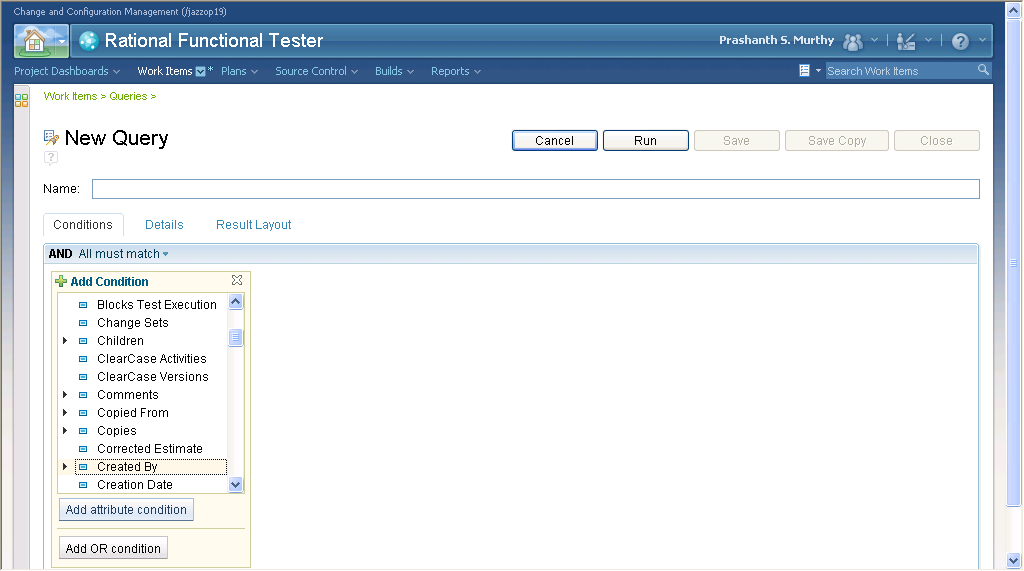 Change and Configuration Management (/jazzop19)
Rational Functional Tester
Prashanth S. Murthy
Project Dashboards Work Items * Plans Source Control Builds Reports Search Work Items
Work Items > Queries >
New Query
Cancel Run Save Save Copy Close
?
Name:
Conditions Details Result Layout
AND All must match
Add Condition
Blocks Test Execution
Change Sets
Children
ClearCase Activities
ClearCase Versions
Comments
Copied From
Copies
Corrected Estimate
Created By
Creation Date
Add attribute condition
Add OR condition